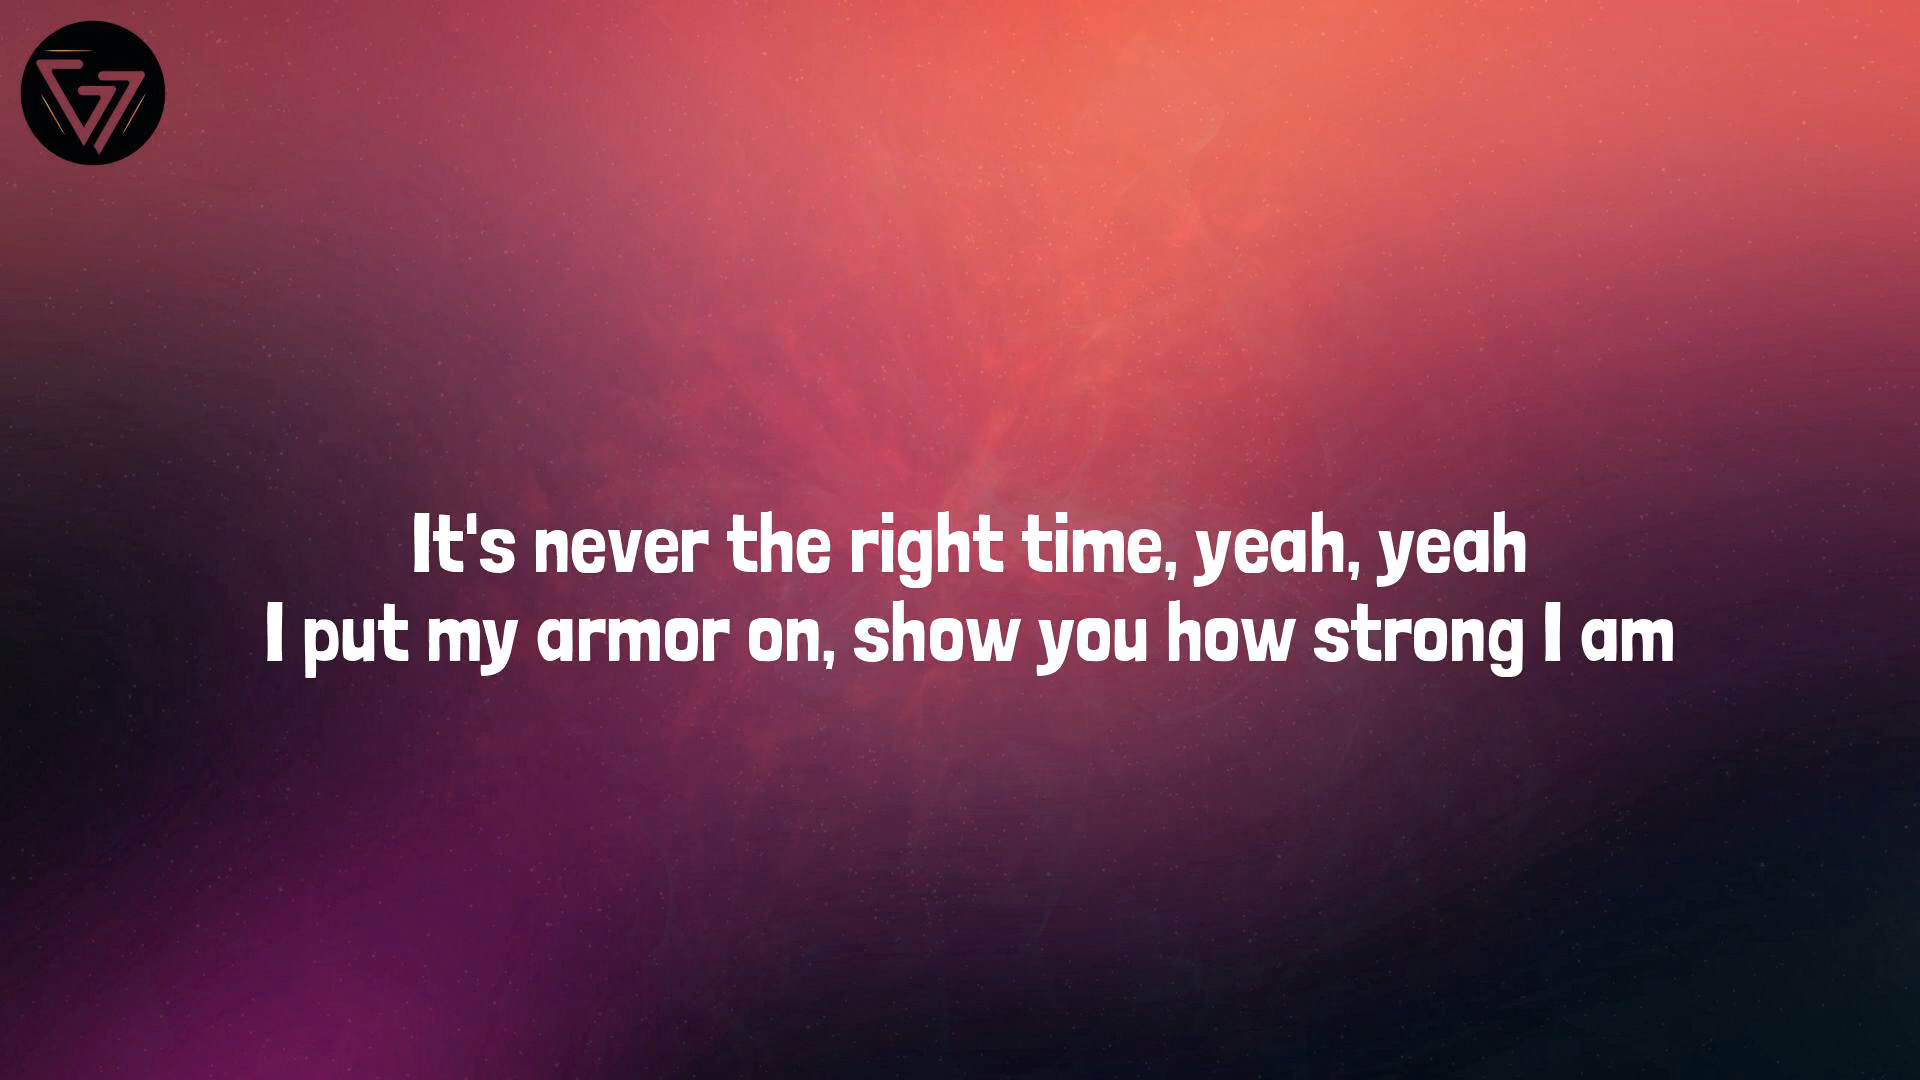 It's never the right time, yeah, yeah
I put my armor on, show you how strong I am